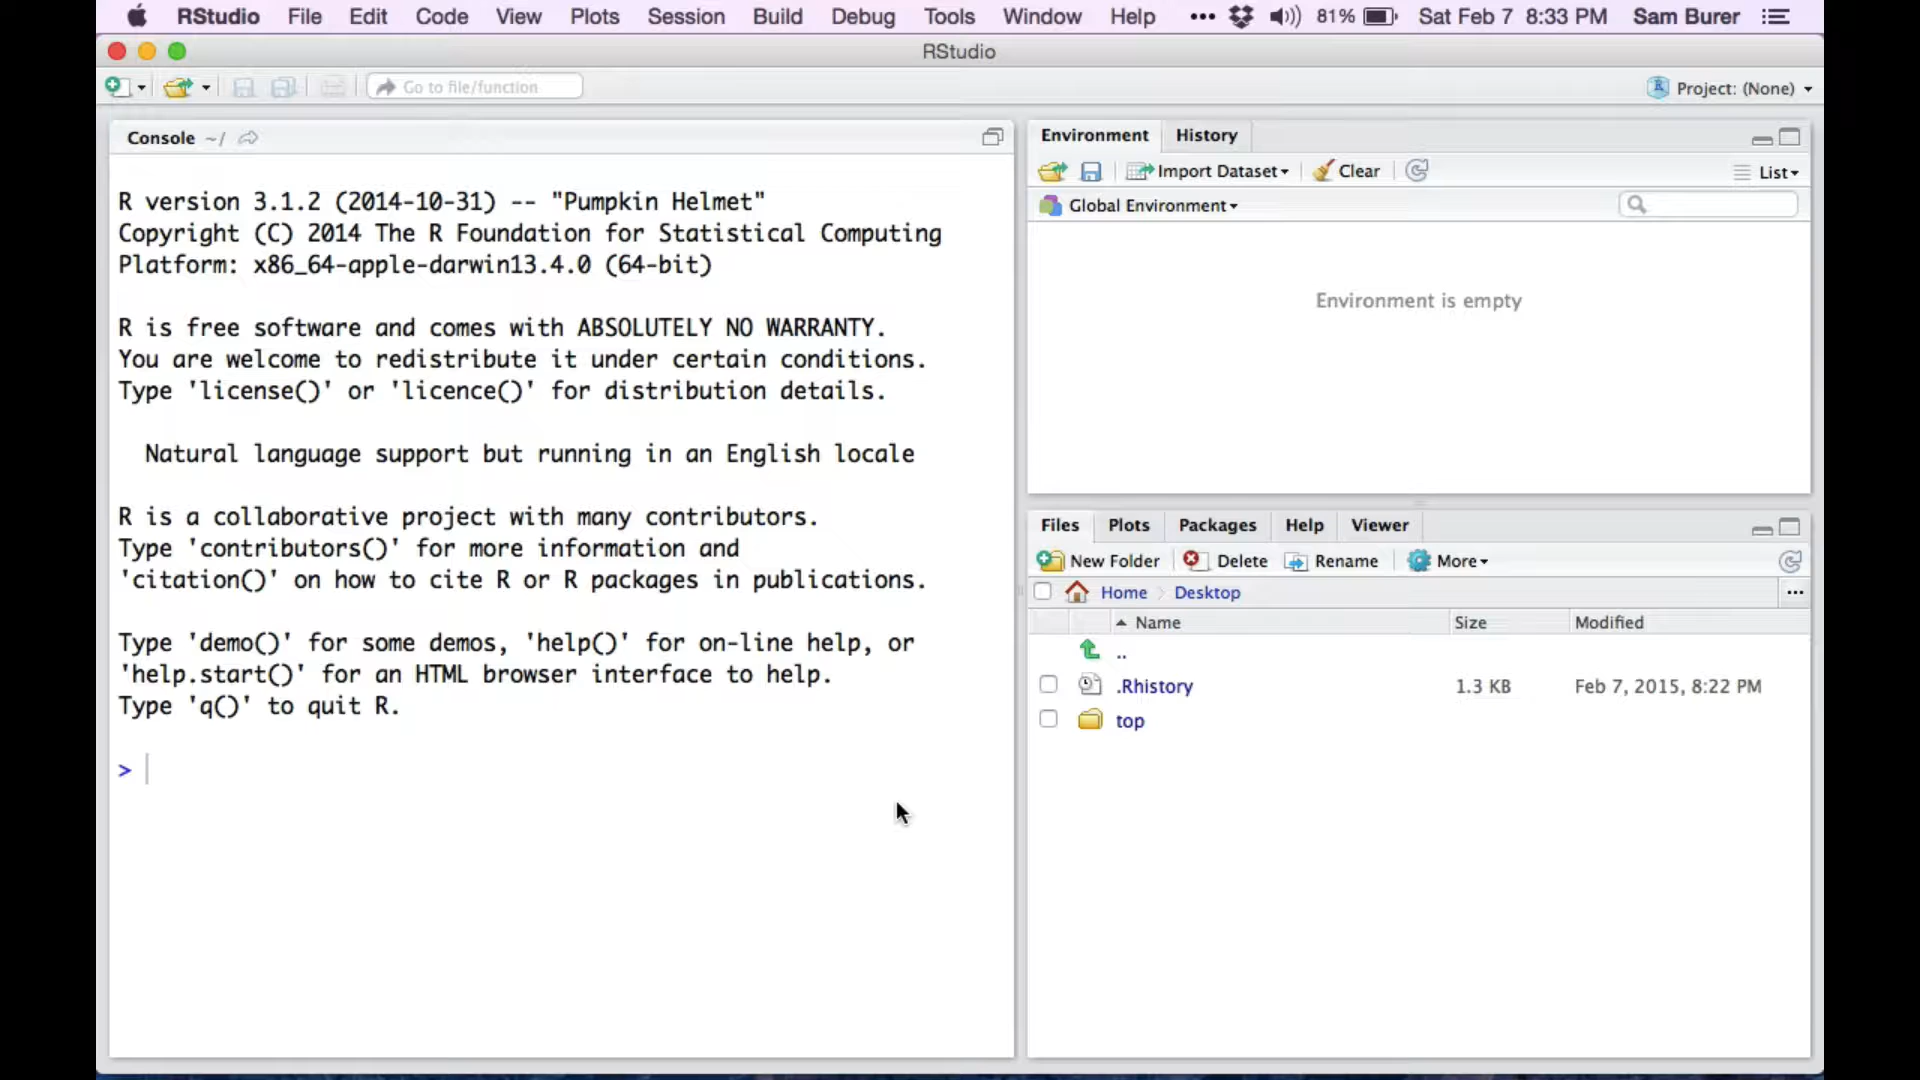 RStudio File Edit Code View Plots Session Build Debug Tools Window Help ••• 81% Sat Feb 7 8:33 PM Sam Burer
RStudio
Go to file/function
Project: (None)
Console ~/
R version 3.1.2 (2014-10-31) -- "Pumpkin Helmet"
Copyright (C) 2014 The R Foundation for Statistical Computing
Platform: x86_64-apple-darwin13.4.0 (64-bit)
R is free software and comes with ABSOLUTELY NO WARRANTY.
You are welcome to redistribute it under certain conditions.
Type 'license()' or 'licence()' for distribution details.
Natural language support but running in an English locale
R is a collaborative project with many contributors.
Type 'contributors()' for more information and
'citation()' on how to cite R or R packages in publications.
Type 'demo()' for some demos, 'help()' for on-line help, or
'help.start()' for an HTML browser interface to help.
Type 'q()' to quit R.
>
Environment History
Import Dataset Clear List
Global Environment
Environment is empty
Files Plots Packages Help Viewer
New Folder Delete Rename More
Home Desktop ...
Name Size Modified
..
.Rhistory 1.3 KB Feb 7, 2015, 8:22 PM
top